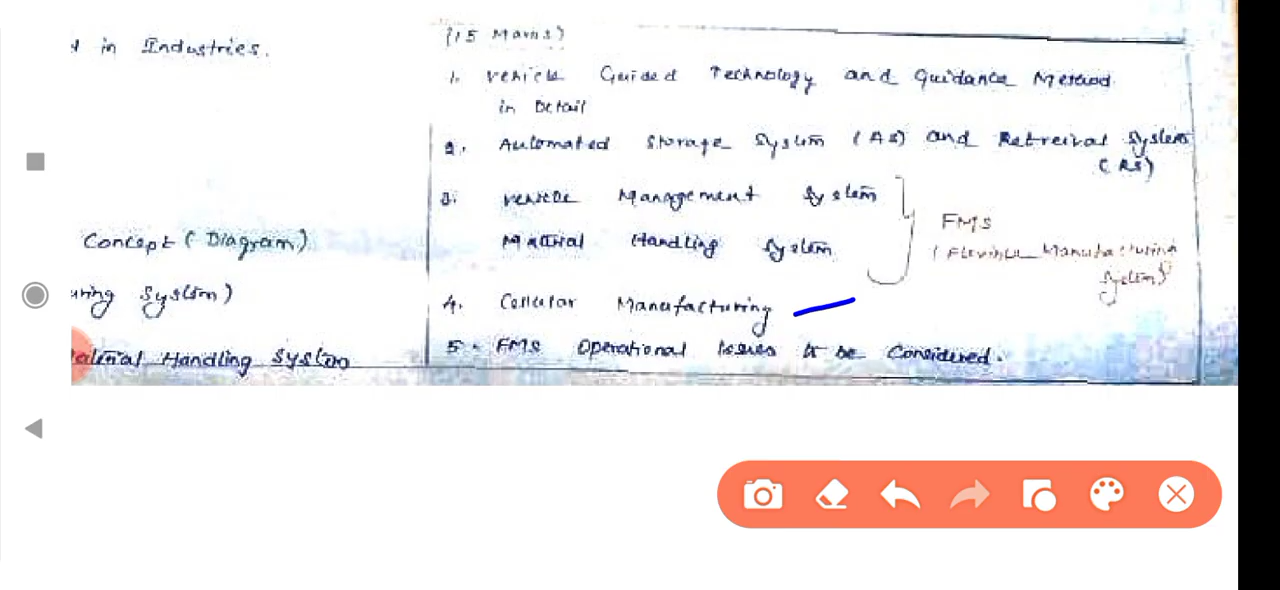 in Industries.
(15 Marks)
1. Vehicle Guided Technology and Guidance Method
in Detail
2. Automated Storage System (AS) and Retreival System
(RS)
3. Vehicle Management System
Material Handling System
FMS
(Flexible Manufacturing
System)
Concept (Diagram)
uring System)
4. Cellular Manufacturing
aterial Handling System
5. FMS Operational Issues to be Considered.